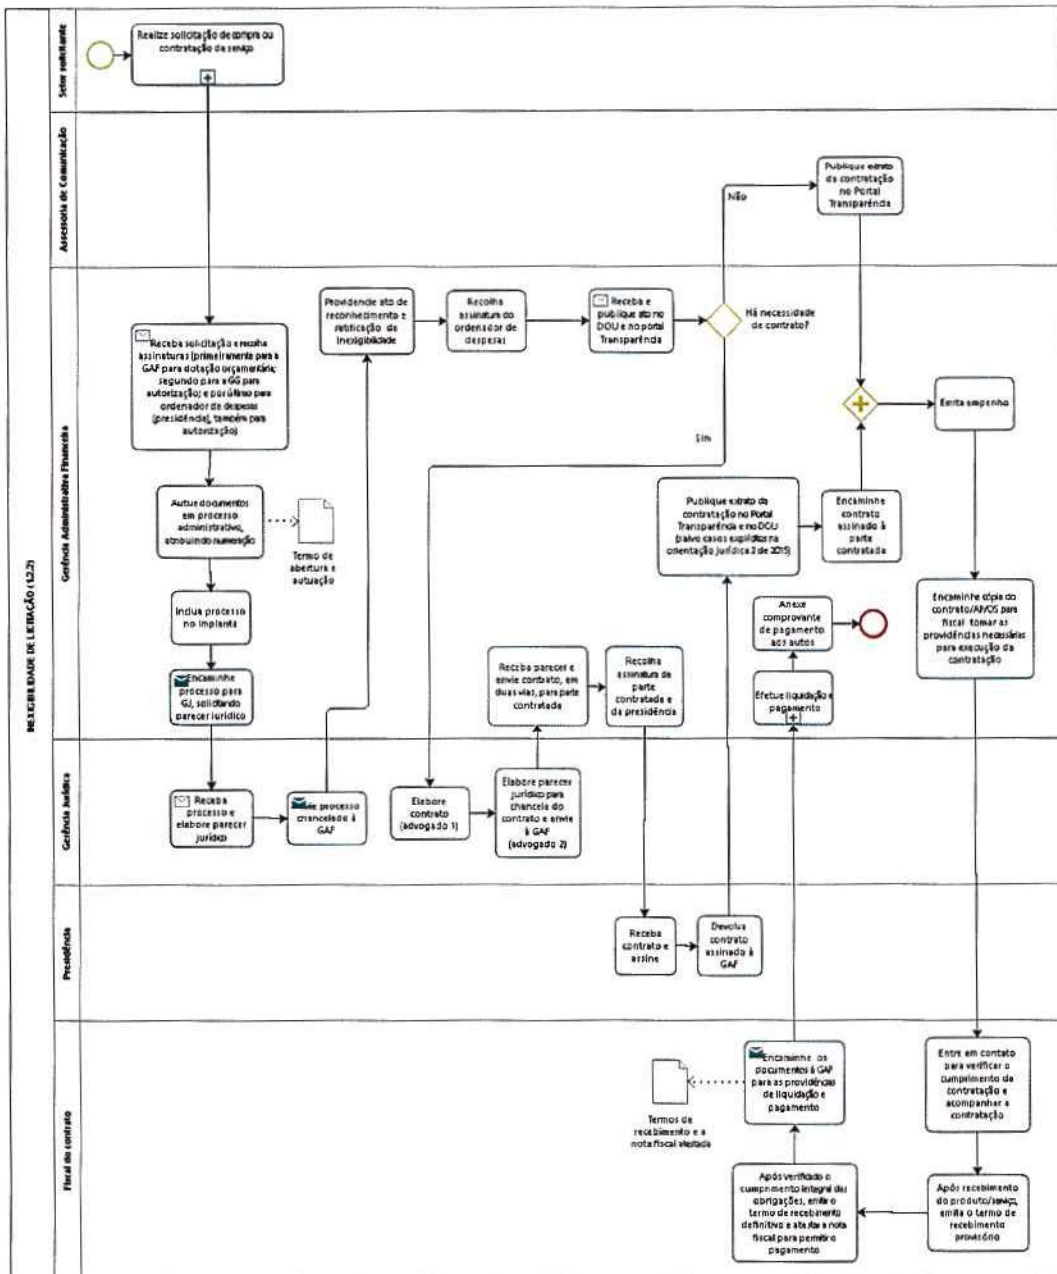 INEXIGIBILIDADE DE LICITAÇÃO (12.2)
Setor solicitante
Realize solicitação de compra ou
contratação de serviço
Assessoria de Comunicação
Publique extrato
da contratação
no Portal
Transparência
Não
Gerência Administrativa Financeira
Providencie ato de
reconhecimento e
ratificação da
Inexigibilidade
Recolha
assinatura do
ordenador de
despesas
Receba e
publique ato no
DOU e no portal
Transparência
Há necessidade
de contrato?
Sim
Receba solicitação e recolha
assinaturas (primeiramente para a
GAF para dotação orçamentária;
segundo para a GG para
autorização; e por último para
ordenador de despesas
(presidência), também para
autorização)
Emita empenho
Autue documentos
em processo
administrativo,
atribuindo numeração
Termo de
abertura e
autuação
Publique extrato da
contratação no Portal
Transparência e no DOU
(salvo casos explícitos na
orientação jurídica 2 de 2015)
Encaminhe
contrato
assinado à
parte contratada
Inclua processo
no Implanta
Anexe
comprovante
de pagamento
aos autos
Encaminhe cópia do
contrato/AF/OS para
fiscal tomar as
providências necessárias
para execução da
contratação
Encaminhe
processo para
GJ, solicitando
parecer jurídico
Receba parecer e
envie contrato, em
duas vias, para parte
contratada
Recolha
assinatura da
parte
contratada e
da presidência
Efetue liquidação e
pagamento
Gerência Jurídica
Receba
processo e
elabore parecer
jurídico
processo
chancelado à
GAF
Elabore
contrato
(advogado 1)
Elabore parecer
jurídico para
chancela do
contrato e envie
à GAF
(advogado 2)
Presidência
Receba
contrato e
assine
Devolva
contrato
assinado à
GAF
Fiscal do contrato
Termos de
recebimento e a
nota fiscal atestada
Encaminhe os
documentos à GAF
para as providências
de liquidação e
pagamento
Entre em contato
para verificar o
cumprimento da
contratação e
acompanhar a
contratação
Após verificado o
cumprimento integral das
obrigações, emitir o
termo de recebimento
definitivo e atestar a nota
fiscal para permitir o
pagamento
Após recebimento
do produto/serviço,
emita o termo de
recebimento
provisório